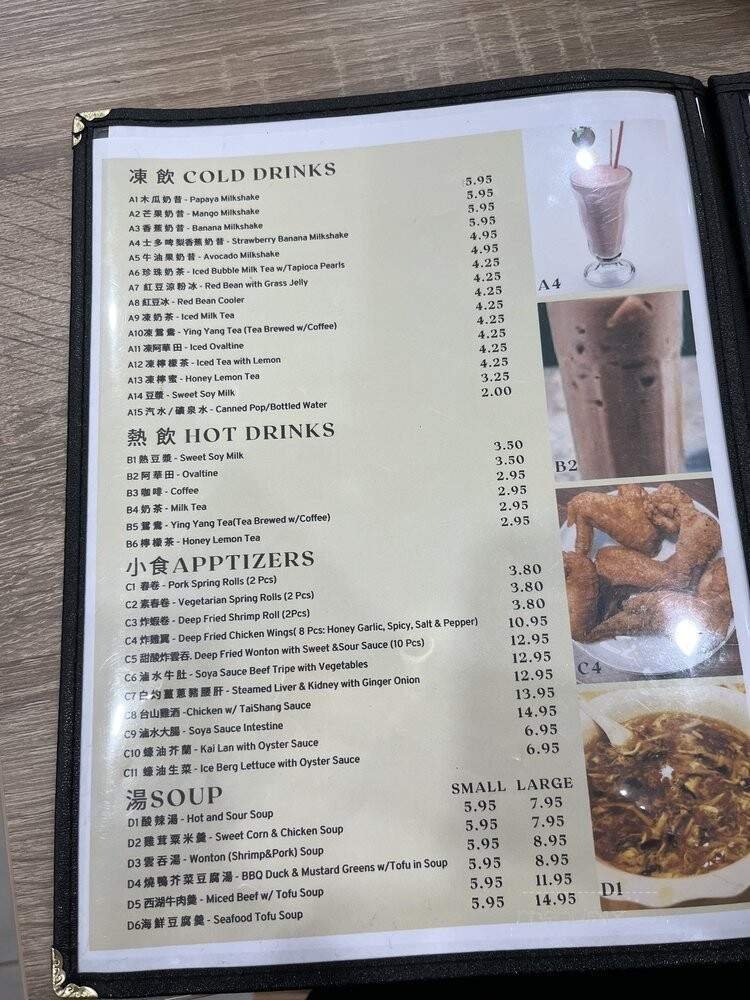 凍飲 COLD DRINKS
A1 木瓜奶昔 - Papaya Milkshake 5.95
A2 芒果奶昔 - Mango Milkshake 5.95
A3 香蕉奶昔 - Banana Milkshake 5.95
A4 士多啤梨香蕉奶昔 - Strawberry Banana Milkshake 5.95
A5 牛油果奶昔 - Avocado Milkshake 4.95
A6 珍珠奶茶 - Iced Bubble Milk Tea w/Tapioca Pearls 4.95
A7 紅豆涼粉冰 - Red Bean with Grass Jelly 4.25
A8 紅豆冰 - Red Bean Cooler 4.25
A9 凍奶茶 - Iced Milk Tea 4.25
A10 凍鴛鴦 - Ying Yang Tea (Tea Brewed w/Coffee) 4.25
A11 凍阿華田 - Iced Ovaltine 4.25
A12 凍檸檬茶 - Iced Tea with Lemon 4.25
A13 凍檸蜜 - Honey Lemon Tea 4.25
A14 豆漿 - Sweet Soy Milk 3.25
A15 汽水/礦泉水 - Canned Pop/Bottled Water 2.00
熱飲 HOT DRINKS
B1 熱豆漿 - Sweet Soy Milk 3.50
B2 阿華田 - Ovaltine 3.50
B3 咖啡 - Coffee 2.95
B4 奶茶 - Milk Tea 2.95
B5 鴛鴦 - Ying Yang Tea(Tea Brewed w/Coffee) 2.95
B6 檸檬茶 - Honey Lemon Tea 2.95
小食 APPTIZERS
C1 春卷 - Pork Spring Rolls (2 Pcs) 3.80
C2 素春卷 - Vegetarian Spring Rolls (2 Pcs) 3.80
C3 炸蝦卷 - Deep Fried Shrimp Roll (2Pcs) 3.80
C4 炸雞翼 - Deep Fried Chicken Wings( 8 Pcs: Honey Garlic, Spicy, Salt & Pepper) 10.95
C5 甜酸炸雲吞. Deep Fried Wonton with Sweet &Sour Sauce (10 Pcs) 12.95
C6 滷水牛肚 - Soya Sauce Beef Tripe with Vegetables 12.95
C7 白灼薑蔥豬腰肝 - Steamed Liver & Kidney with Ginger Onion 12.95
C8 台山雞酒 -Chicken w/ TaiShang Sauce 13.95
C9 滷水大腸 - Soya Sauce Intestine 14.95
C10 蠔油芥蘭 - Kai Lan with Oyster Sauce 6.95
C11 蠔油生菜 - Ice Berg Lettuce with Oyster Sauce 6.95
湯 SOUP SMALL LARGE
D1 酸辣湯 - Hot and Sour Soup 5.95 7.95
D2 雞茸粟米羹 - Sweet Corn & Chicken Soup 5.95 7.95
D3 雲吞湯 - Wonton (Shrimp&Pork) Soup 5.95 8.95
D4 燒鴨芥菜豆腐湯 - BBQ Duck & Mustard Greens w/Tofu in Soup 5.95 8.95
D5 西湖牛肉羹 - Miced Beef w/ Tofu Soup 5.95 11.95
D6 海鮮豆腐羹 - Seafood Tofu Soup 5.95 14.95
A4
B2
C4
D1